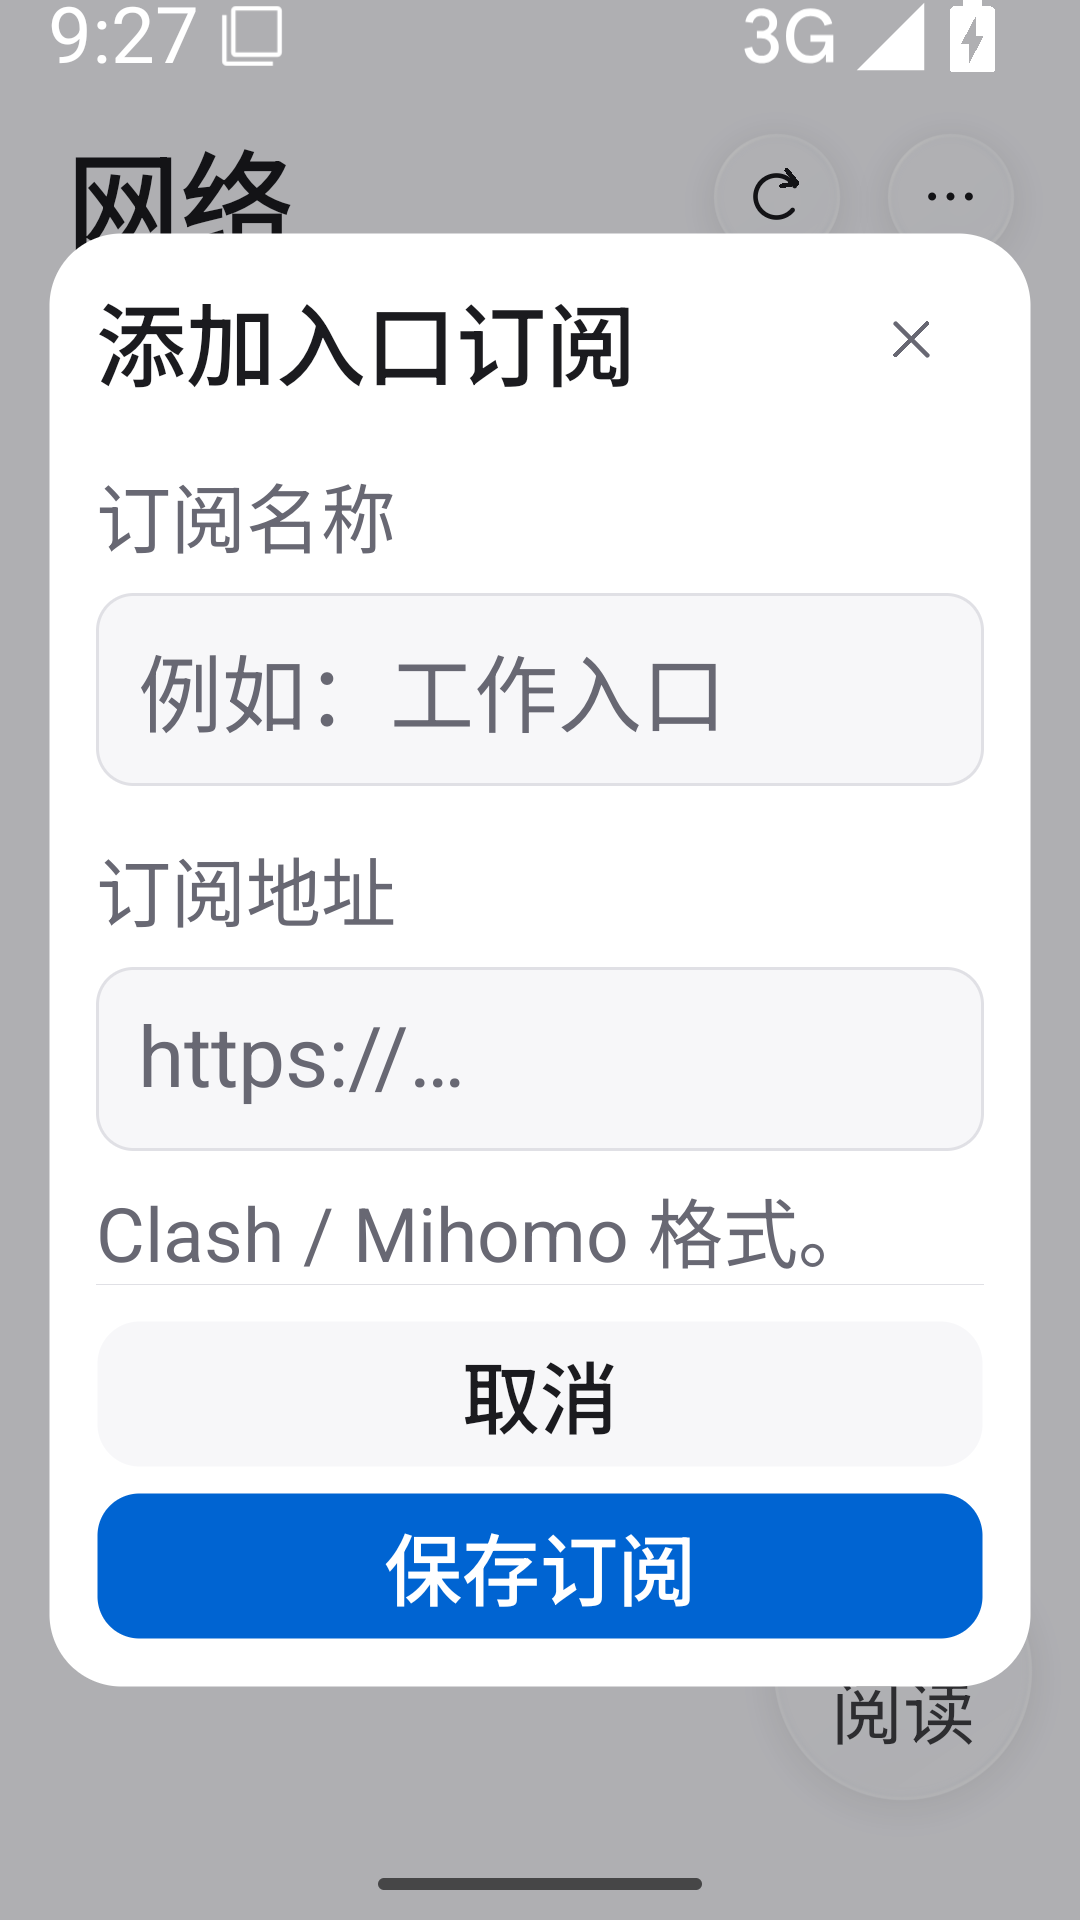 9:27
3G
网络
添加入口订阅
订阅名称
例如：工作入口
订阅地址
https://...
Clash / Mihomo 格式。
取消
保存订阅
阅读